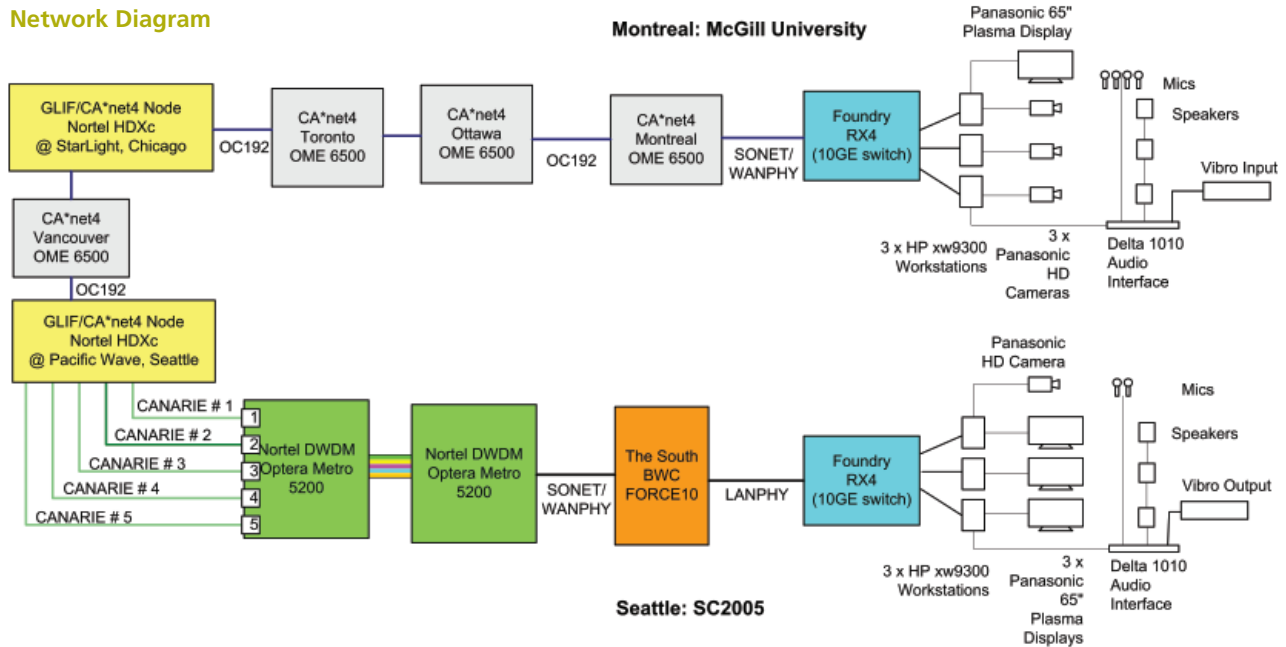 Network Diagram
Montreal: McGill University
Panasonic 65"
Plasma Display
GLIF/CA*net4 Node
Nortel HDXc
@ StarLight, Chicago
OC192
CA*net4
Toronto
OME 6500
CA*net4
Ottawa
OME 6500
OC192
CA*net4
Montreal
OME 6500
SONET/
WANPHY
Foundry
RX4
(10GE switch)
Mics
Speakers
Vibro Input
3 x HP xw9300
Workstations
3 x
Panasonic
HD
Cameras
Delta 1010
Audio
Interface
CA*net4
Vancouver
OME 6500
OC192
GLIF/CA*net4 Node
Nortel HDXc
@ Pacific Wave, Seattle
CANARIE # 1
CANARIE # 2
CANARIE # 3
CANARIE # 4
CANARIE # 5
1
2
3
4
5
Nortel DWDM
Optera Metro
5200
Nortel DWDM
Optera Metro
5200
SONET/
WANPHY
The South
BWC
FORCE10
LANPHY
Foundry
RX4
(10GE switch)
Panasonic
HD Camera
Mics
Speakers
Vibro Output
3 x HP xw9300
Workstations
3 x
Panasonic
65"
Plasma
Displays
Delta 1010
Audio
Interface
Seattle: SC2005